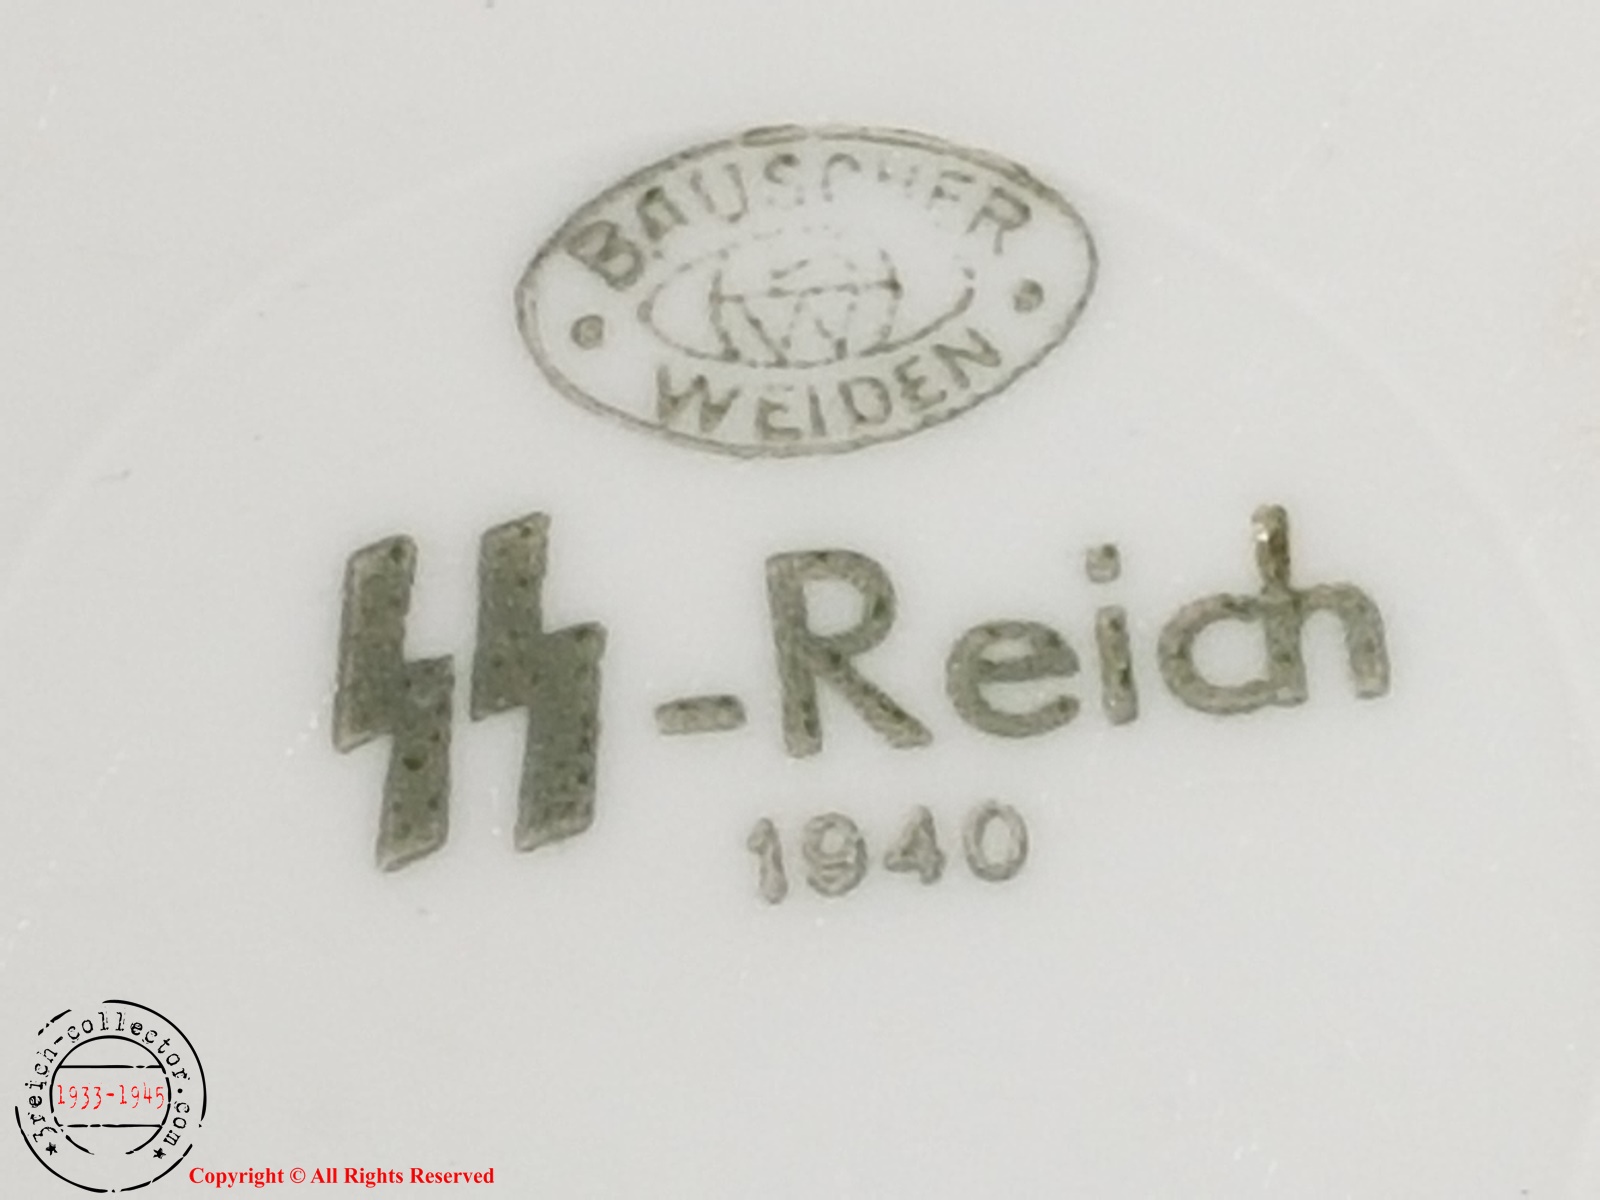 BAUSCHER
WEIDEN
SS-Reich
1940
3reich-collector.com
1933-1945
Copyright © All Rights Reserved